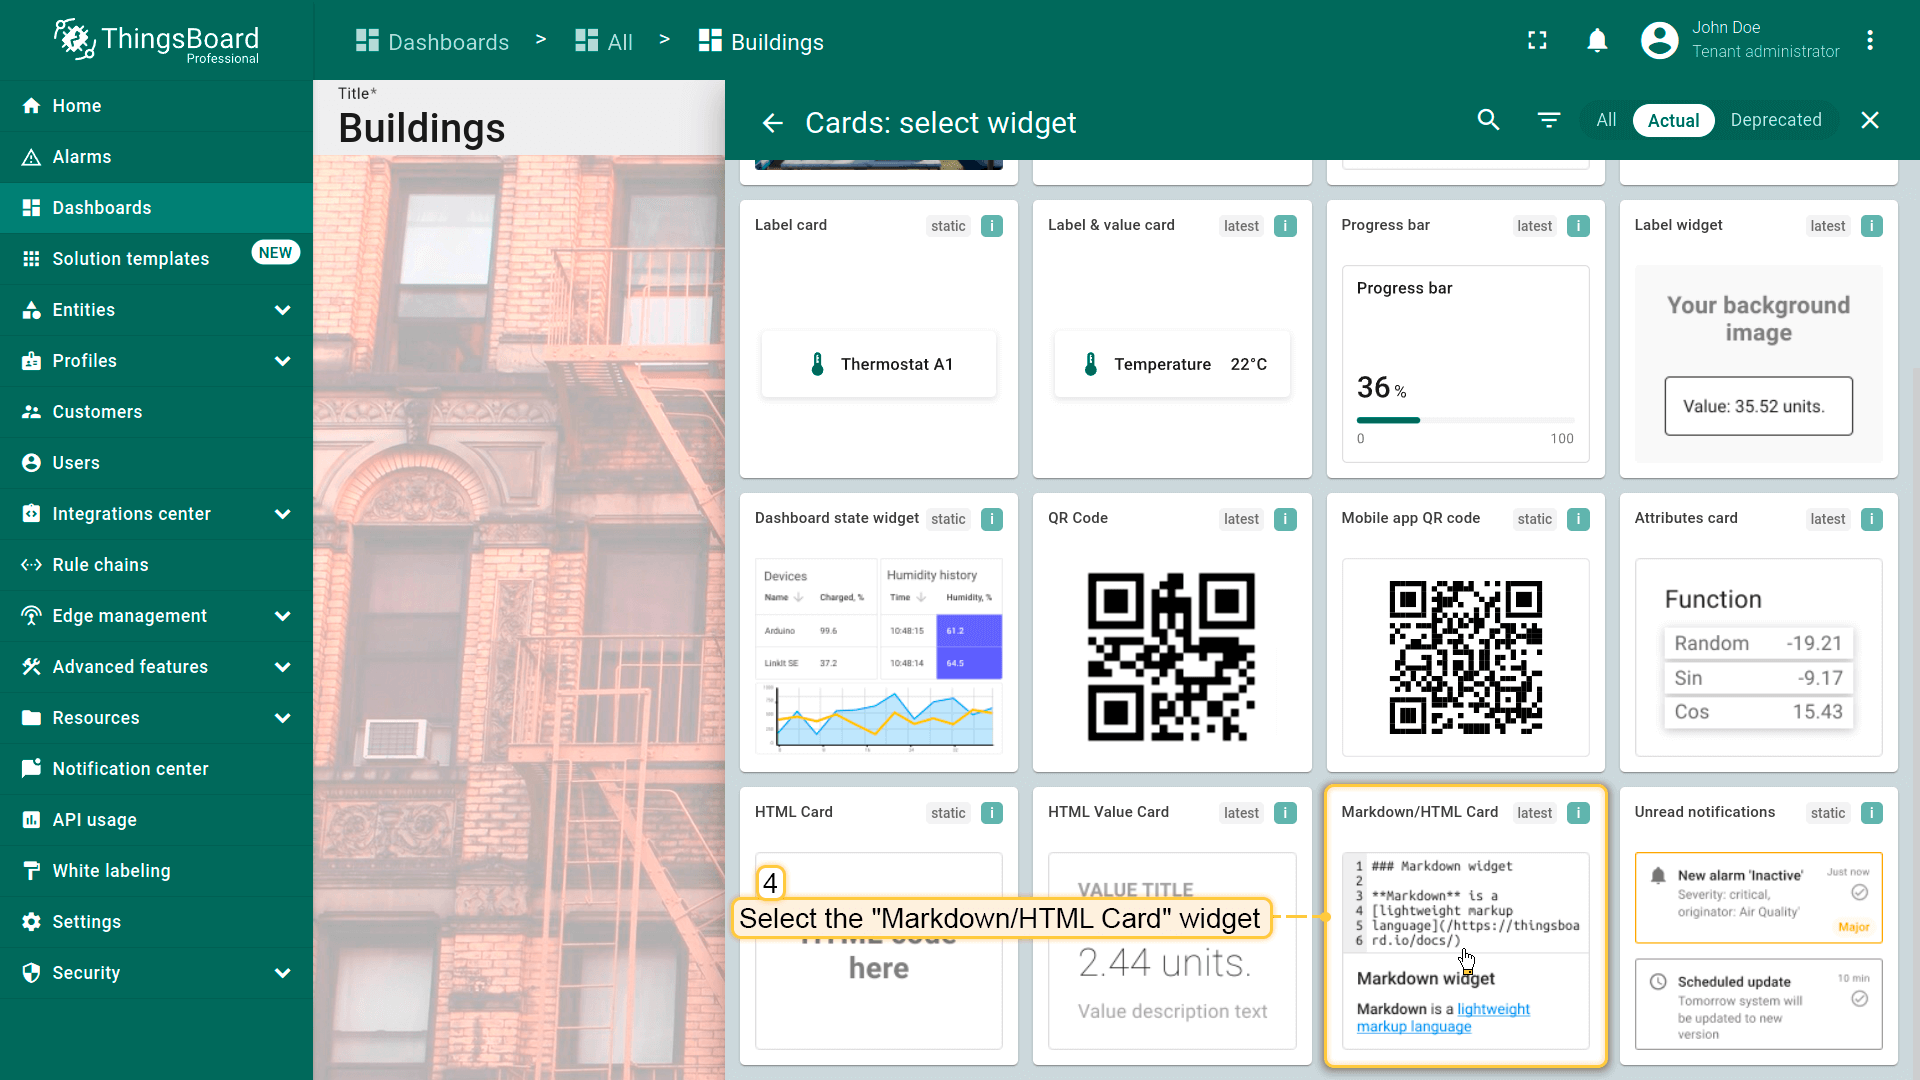 ThingsBoard
Professional
Dashboards > All > Buildings
John Doe
Tenant administrator
Home
Alarms
Dashboards
Solution templates NEW
Entities
Profiles
Customers
Users
Integrations center
Rule chains
Edge management
Advanced features
Resources
Notification center
API usage
White labeling
Settings
Security
Title*
Buildings
Cards: select widget
All Actual Deprecated
Label card static i
Thermostat A1
Label & value card latest i
Temperature 22°C
Progress bar latest i
Progress bar
36 %
0 100
Label widget latest i
Your background
image
Value: 35.52 units.
Dashboard state widget static i
Devices
Name Charged, %
Arduino 99.6
LinkIt SE 37.2
Humidity history
Time Humidity, %
10:48:15 61.2
10:48:14 64.5
QR Code latest i
Mobile app QR code static i
Attributes card latest i
Function
Random -19.21
Sin -9.17
Cos 15.43
HTML Card static i
HTML code
here
HTML Value Card latest i
VALUE TITLE
2.44 units.
Value description text
4
Select the "Markdown/HTML Card" widget
Markdown/HTML Card latest i
1 ### Markdown widget
2
3 **Markdown** is a
4 [lightweight markup
5 language](/https://thingsboa
6 rd.io/docs/)
Markdown widget
Markdown is a lightweight
markup language
Unread notifications static i
New alarm 'Inactive' Just now
Severity: critical,
originator: Air Quality'
Major
Scheduled update 10 min
Tomorrow system will
be updated to new
version